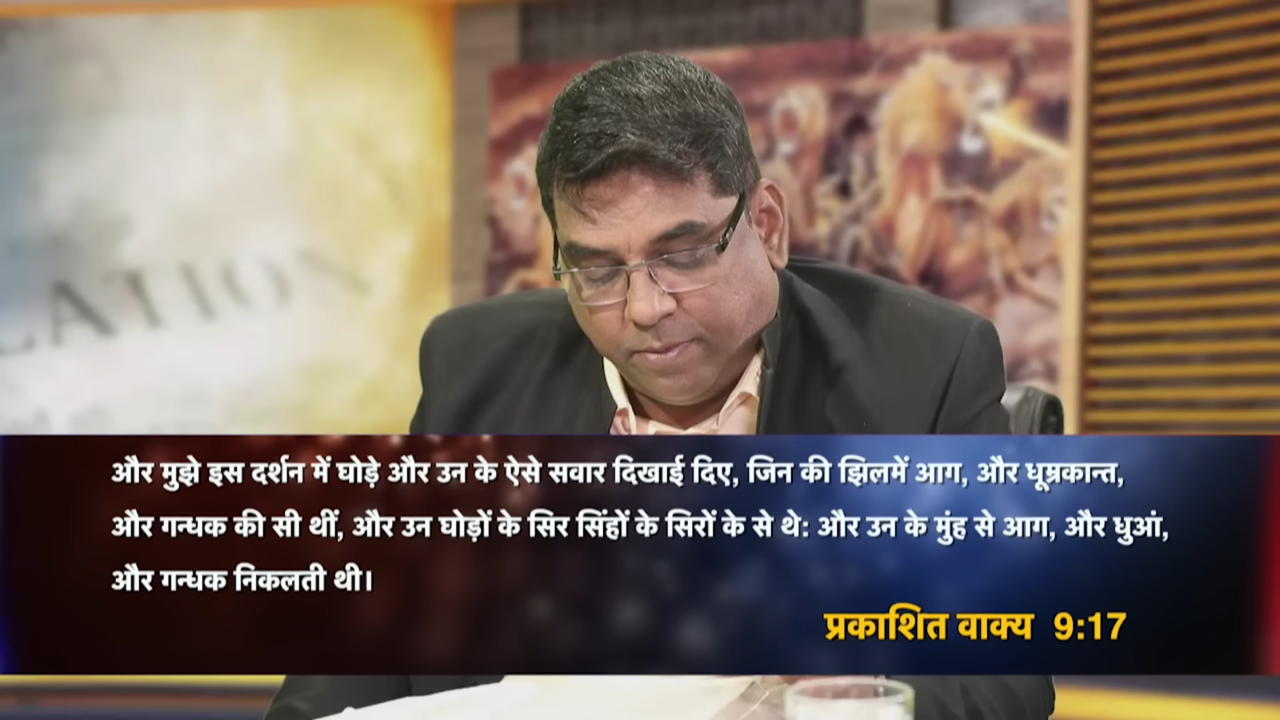 LATION
और मुझे इस दर्शन में घोड़े और उन के ऐसे सवार दिखाई दिए, जिन की झिलमें आग, और धूम्रकान्त,
और गन्धक की सी थीं, और उन घोड़ों के सिर सिंहों के सिरों के से थे: और उन के मुंह से आग, और धुआं,
और गन्धक निकलती थी।
प्रकाशित वाक्य 9:17